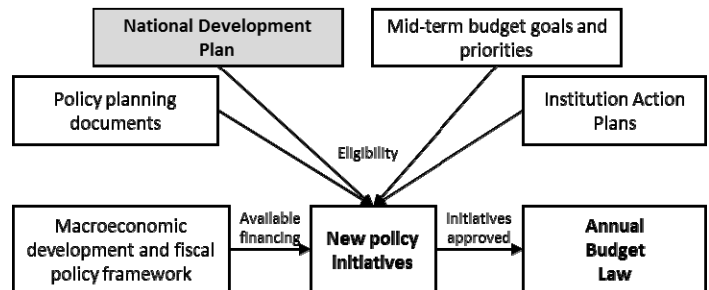 National Development
Plan
Mid-term budget goals and
priorities
Policy planning
documents
Institution Action
Plans
Eligibility
Macroeconomic
development and fiscal
policy framework
Available
financing
New policy
initiatives
Initiatives
approved
Annual
Budget
Law